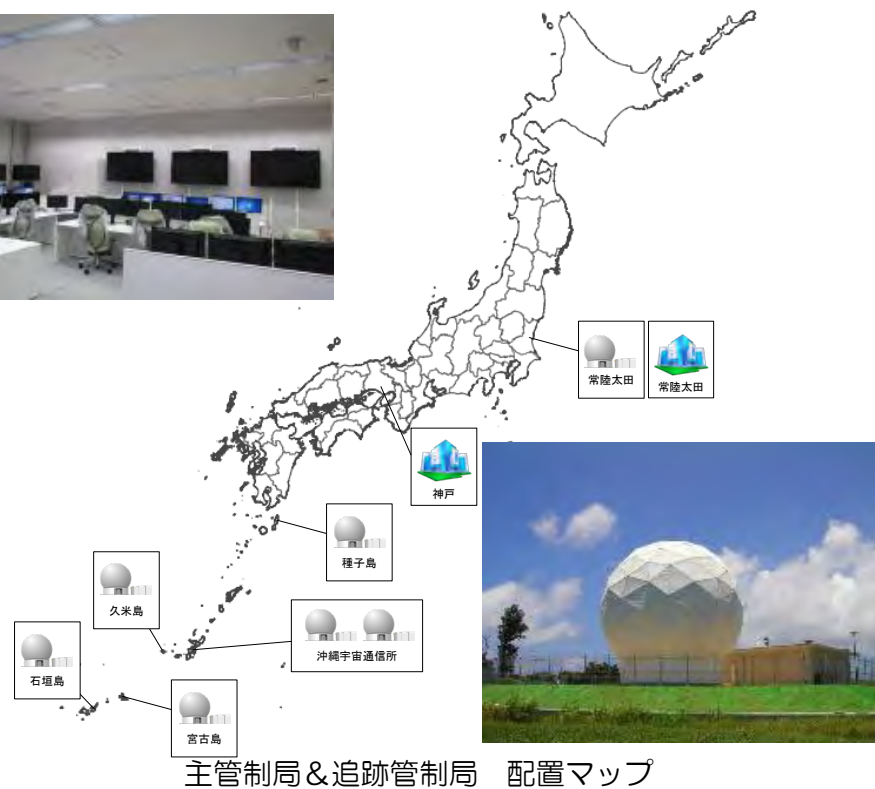 常陸太田
常陸太田
神戸
種子島
久米島
沖縄宇宙通信所
石垣島
宮古島
主管制局＆追跡管制局　配置マップ